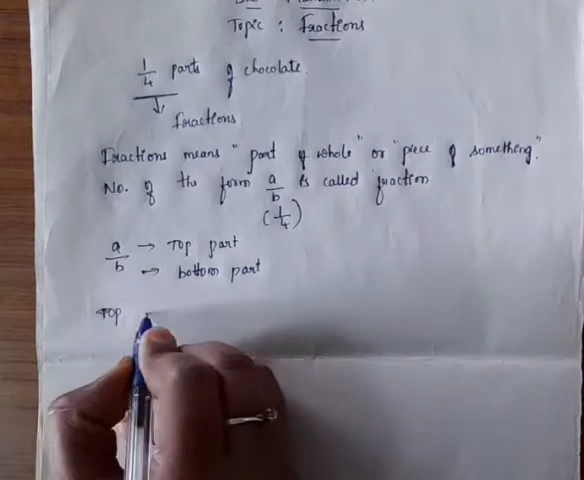 Topic : Fractions
1/4 parts of chocolate
fractions
Fractions means "part of whole" or "piece of something".
No. of the form a/b is called fraction
(1/4)
a/b → Top part
→ bottom part
Top